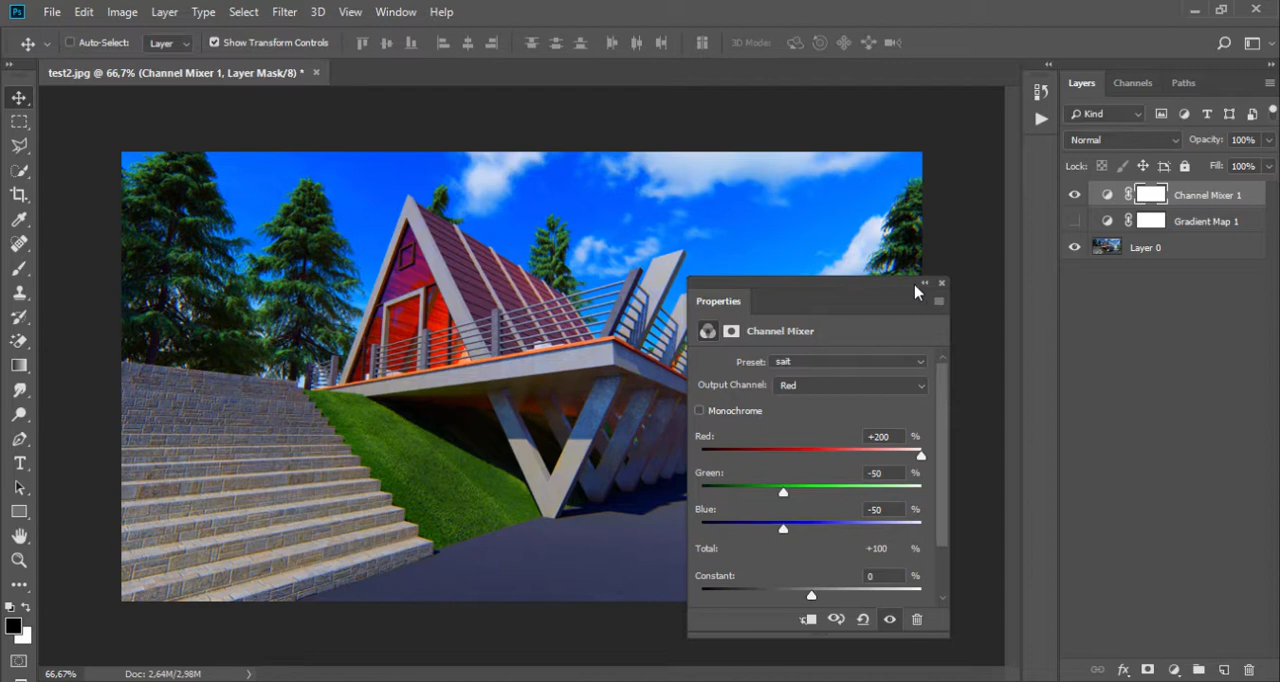 Ps File Edit Image Layer Type Select Filter 3D View Window Help
Auto-Select: Layer Show Transform Controls 3D Mode:
test2.jpg @ 66,7% (Channel Mixer 1, Layer Mask/8) *
Layers Channels Paths
Kind
Normal Opacity: 100%
Lock: Fill: 100%
Channel Mixer 1
Gradient Map 1
Layer 0
Properties
Channel Mixer
Preset: sait
Output Channel: Red
Monochrome
Red: +200 %
Green: -50 %
Blue: -50 %
Total: +100 %
Constant: 0 %
66,67% Doc: 2,64M/2,98M